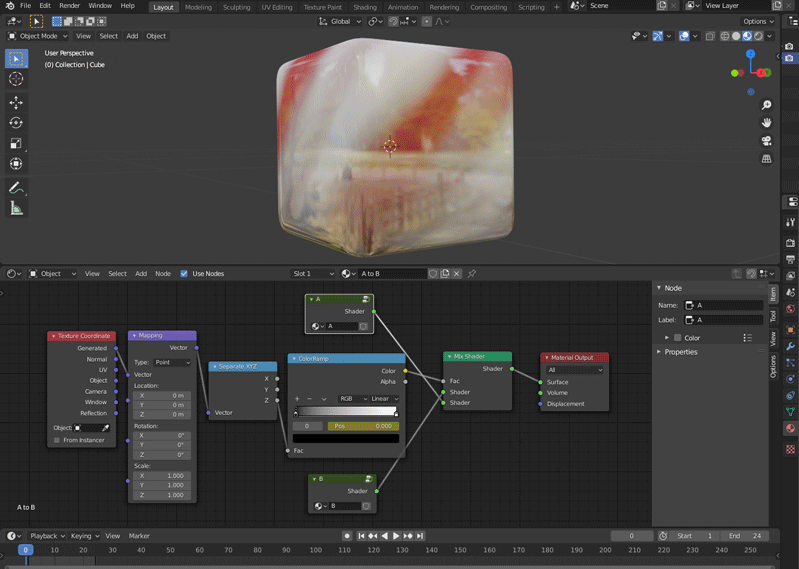 File Edit Render Window Help Layout Modeling Sculpting UV Editing Texture Paint Shading Animation Rendering Compositing Scripting Scene View Layer
Global Options
Object Mode View Select Add Object
User Perspective
(0) Collection | Cube
Z
Object View Select Add Node Use Nodes Slot 1 A to B
A
Shader
A
Texture Coordinate
Generated
Normal
UV
Object
Camera
Window
Reflection
Object:
From Instancer
Mapping
Vector
Type: Point
Vector
Location:
X 0 m
Y 0 m
Z 0 m
Rotation:
X 0°
Y 0°
Z 0°
Scale:
X 1.000
Y 1.000
Z 1.000
Separate XYZ
X
Y
Z
Vector
ColorRamp
Color
Alpha
RGB Linear
0 Pos 0.000
Fac
B
Shader
B
Mix Shader
Shader
Fac
Shader
Shader
Material Output
All
Surface
Volume
Displacement
Node
Name: A
Label: A
Color
Properties
Item
Tool
View
Options
A to B
Playback Keying View Marker 0 Start 1 End 24
0 10 20 30 40 50 60 70 80 90 100 110 120 130 140 150 160 170 180 190 200 210 220 230 240 250